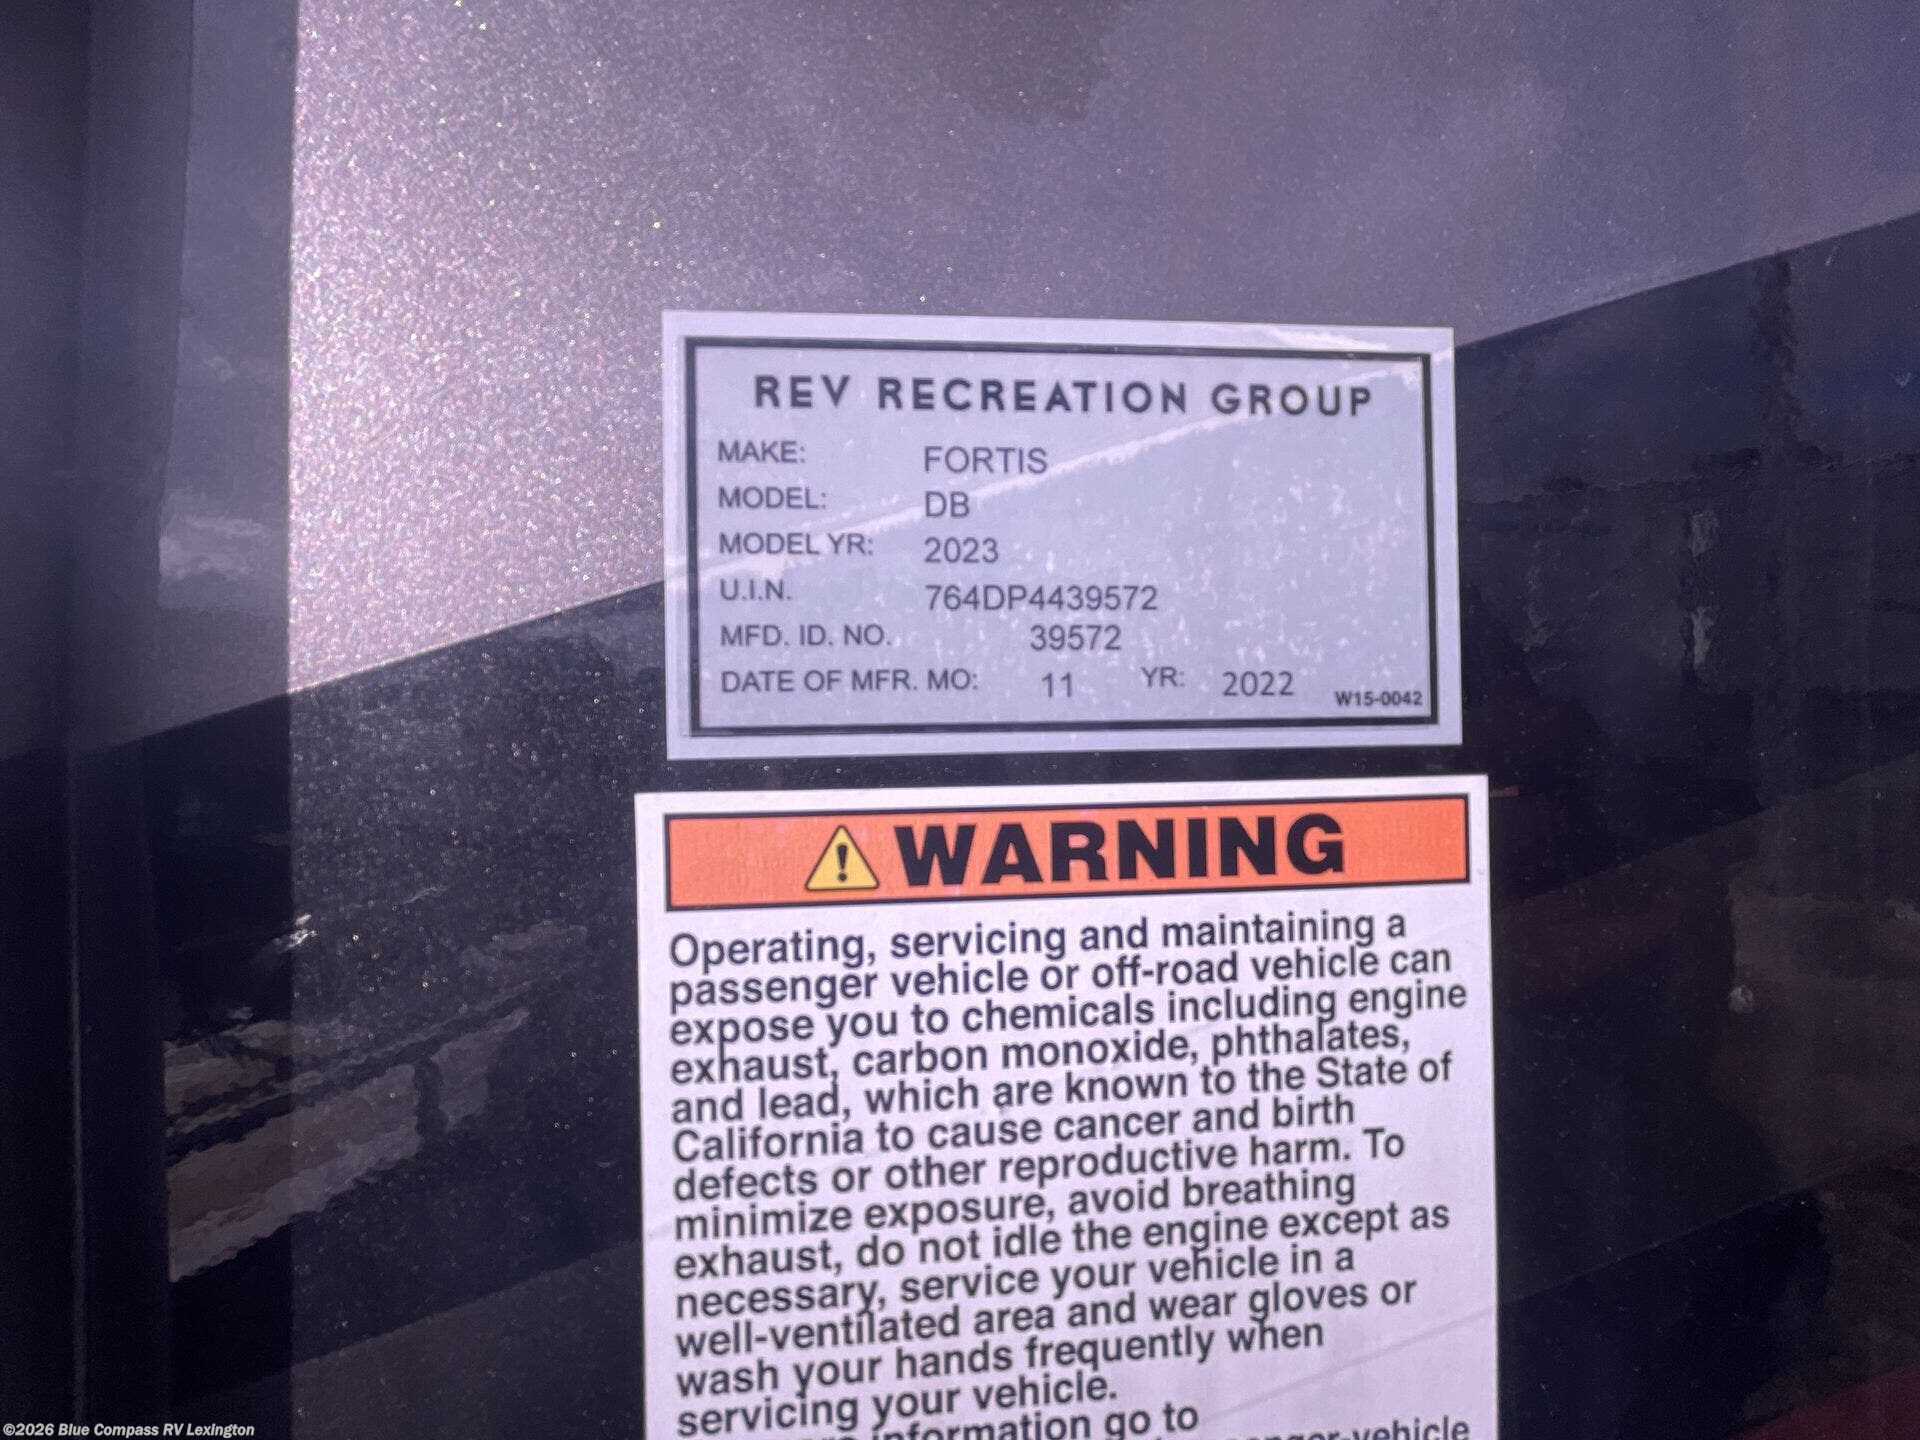 REV RECREATION GROUP
MAKE: FORTIS
MODEL: DB
MODEL YR: 2023
U.I.N. 764DP4439572
MFD. ID. NO. 39572
DATE OF MFR. MO: 11 YR: 2022 W15-0042
WARNING
Operating, servicing and maintaining a
passenger vehicle or off-road vehicle can
expose you to chemicals including engine
exhaust, carbon monoxide, phthalates,
and lead, which are known to the State of
California to cause cancer and birth
defects or other reproductive harm. To
minimize exposure, avoid breathing
exhaust, do not idle the engine except as
necessary, service your vehicle in a
well-ventilated area and wear gloves or
wash your hands frequently when
servicing your vehicle.
information go to
©2026 Blue Compass RV Lexington